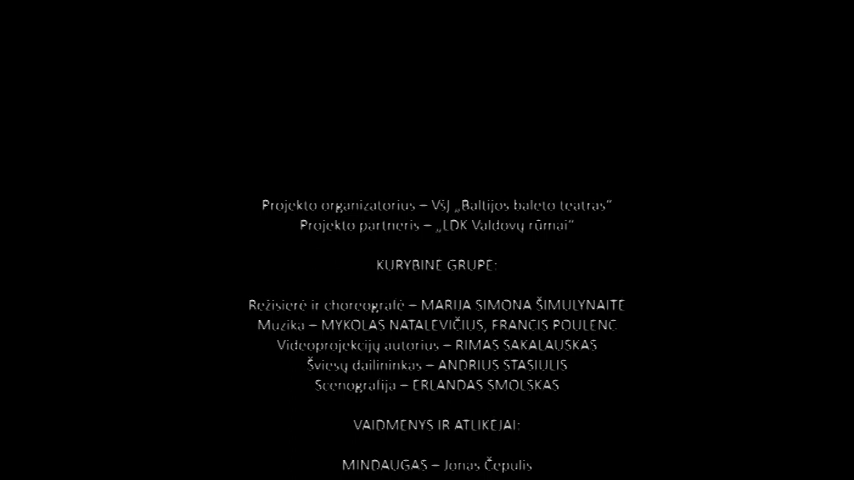 Projekto organizatorius – VšĮ „Baltijos baleto teatras“
Projekto partneris – „LDK Valdovų rūmai“
KŪRYBINĖ GRUPĖ:
Režisierė ir choreografė – MARIJA SIMONA ŠIMULYNAITĖ
Muzika – MYKOLAS NATALEVIČIUS, FRANCIS POULENC
Videoprojekcijų autorius – RIMAS SAKALAUSKAS
Šviesų dailininkas – ANDRIUS STASIULIS
Scenografija – ERLANDAS SMOLSKAS
VAIDMENYS IR ATLIKĖJAI:
MINDAUGAS – Jonas Čepulis